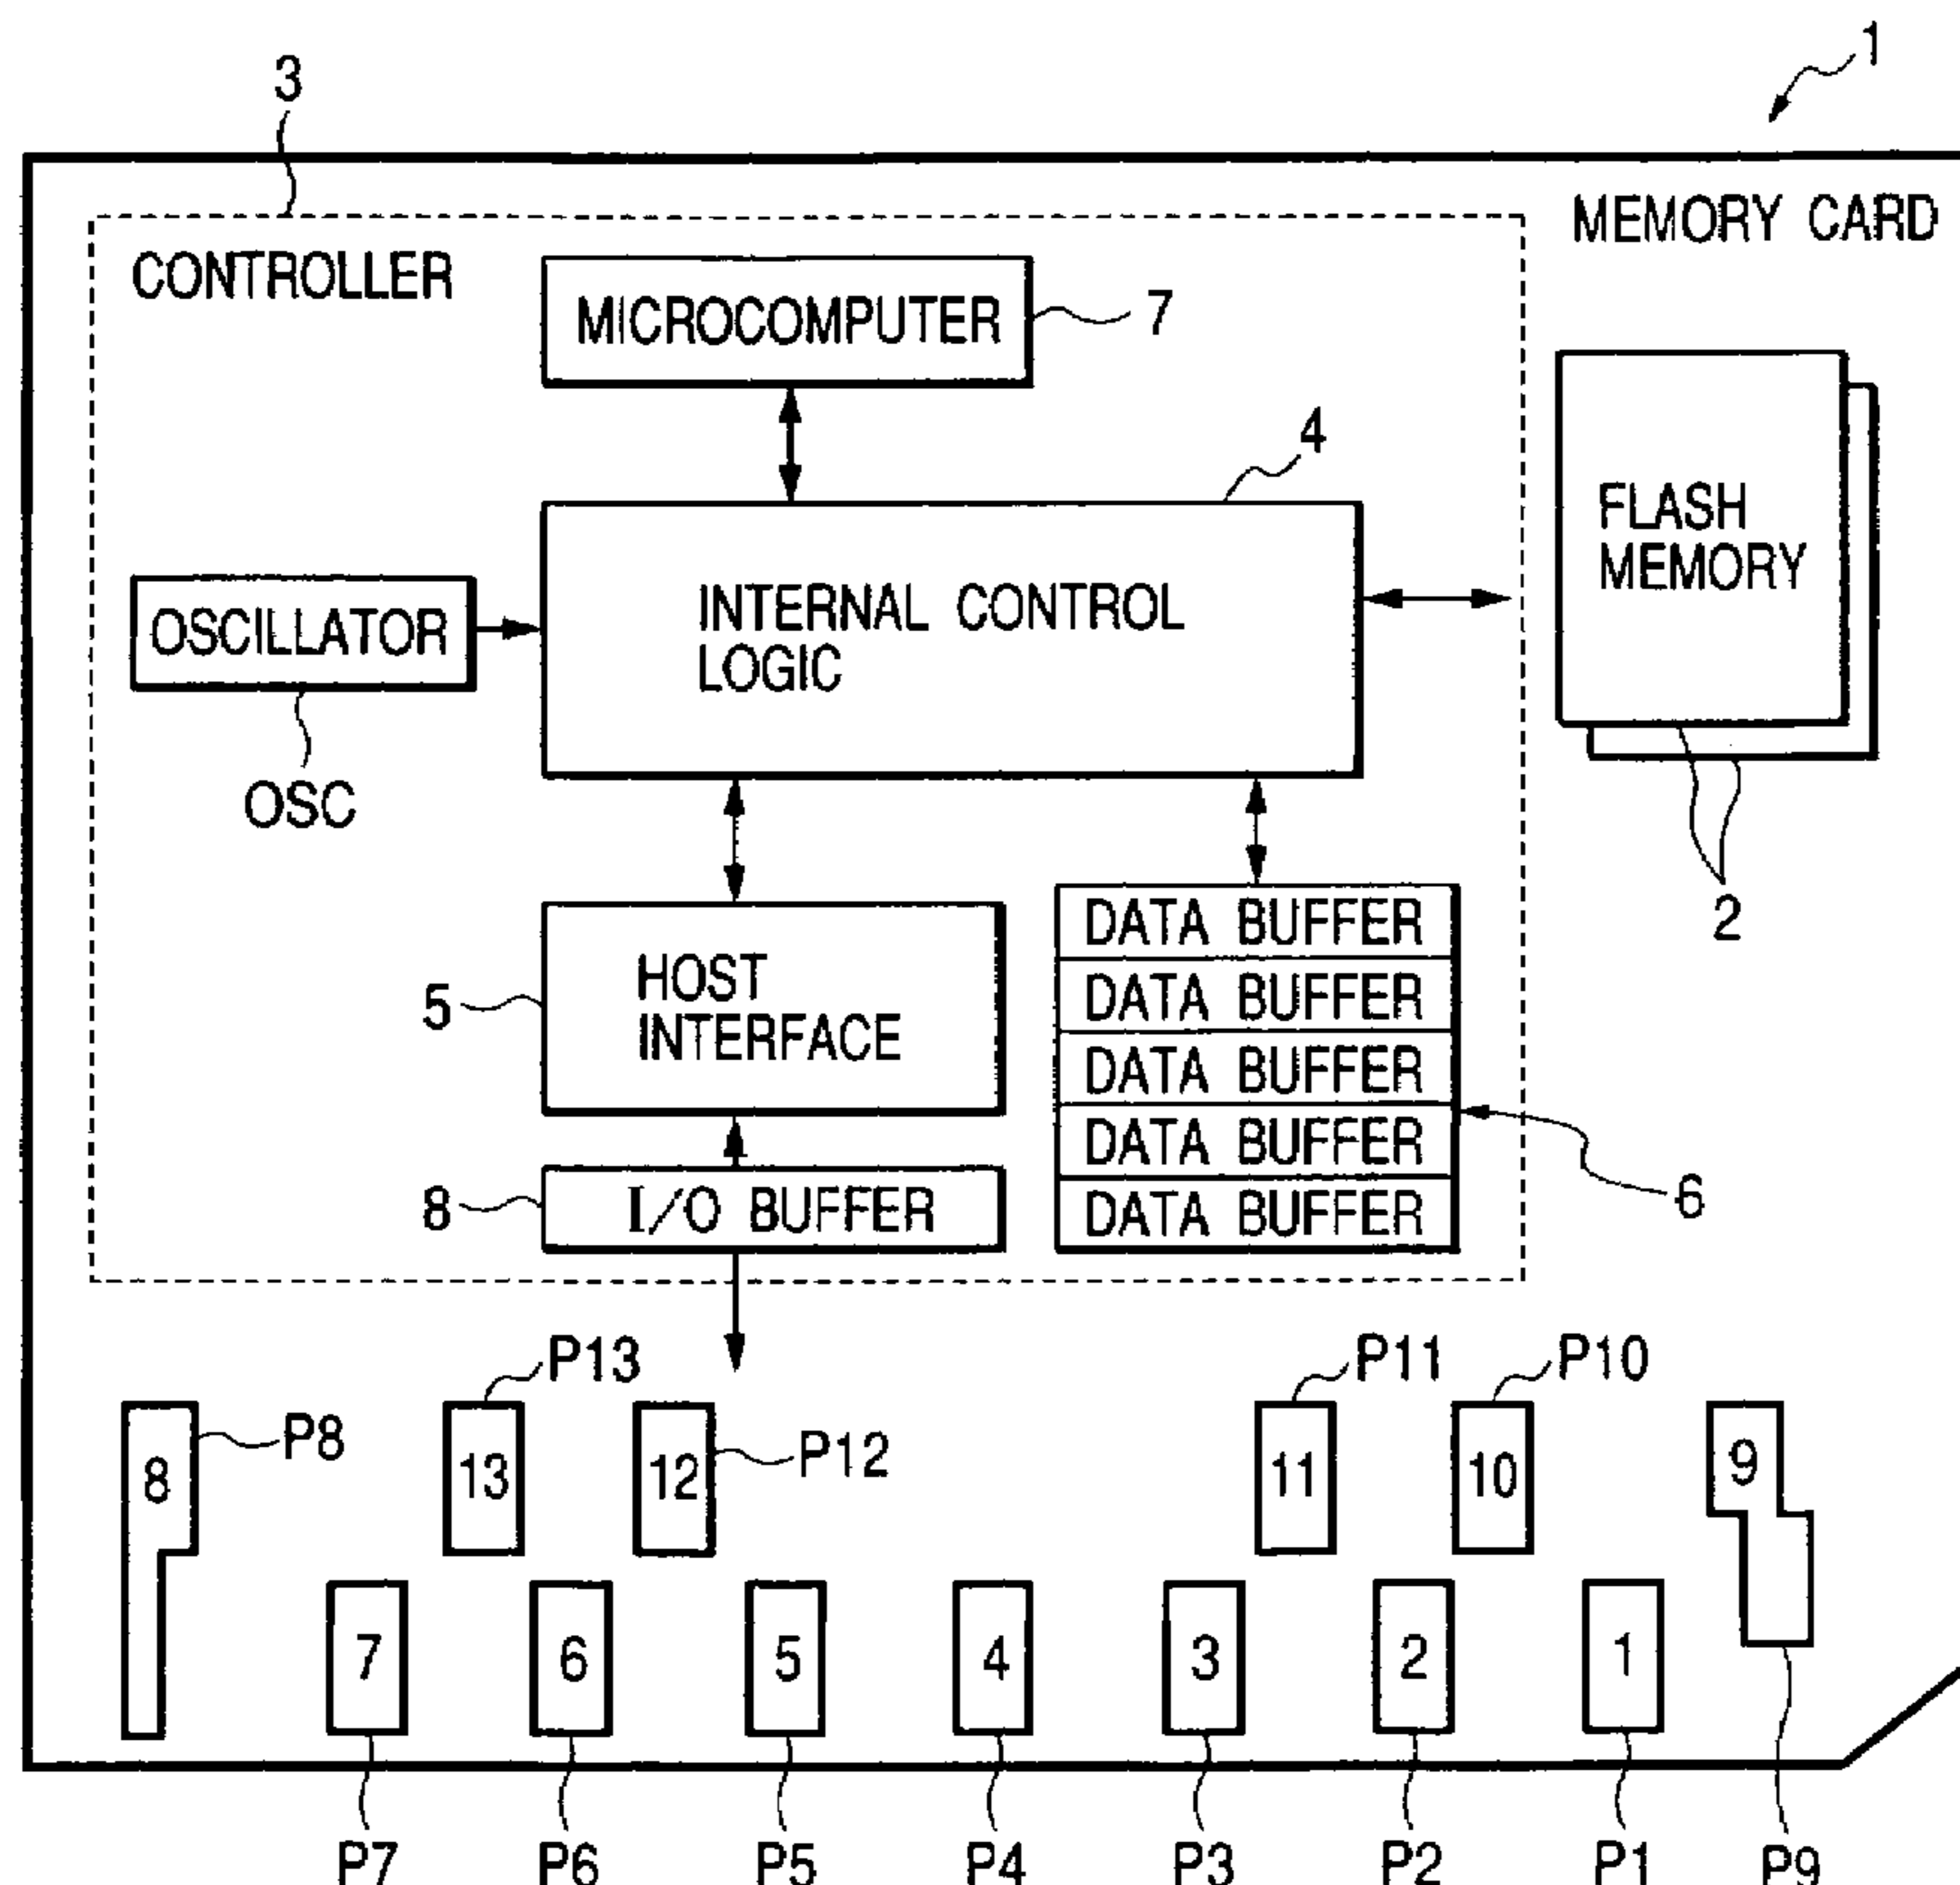 1
3
MEMORY CARD
CONTROLLER
MICROCOMPUTER
7
4
FLASH
MEMORY
INTERNAL CONTROL
LOGIC
OSCILLATOR
OSC
2
DATA BUFFER
HOST
INTERFACE
5
DATA BUFFER
DATA BUFFER
DATA BUFFER
DATA BUFFER
6
8
I/O BUFFER
P13
P11
P10
P8
P12
8
13
12
11
10
9
7
6
5
4
3
2
1
P7
P6
P5
P4
P3
P2
P1
P9